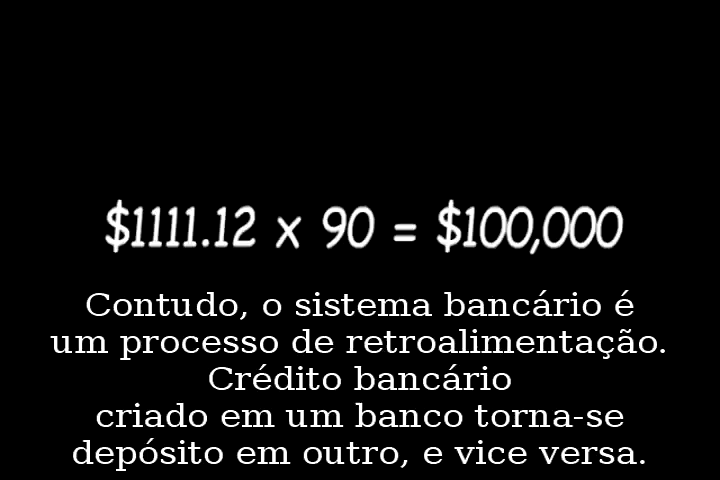 $1111.12 x 90 = $100,000
Contudo, o sistema bancário é
um processo de retroalimentação.
Crédito bancário
criado em um banco torna-se
depósito em outro, e vice versa.